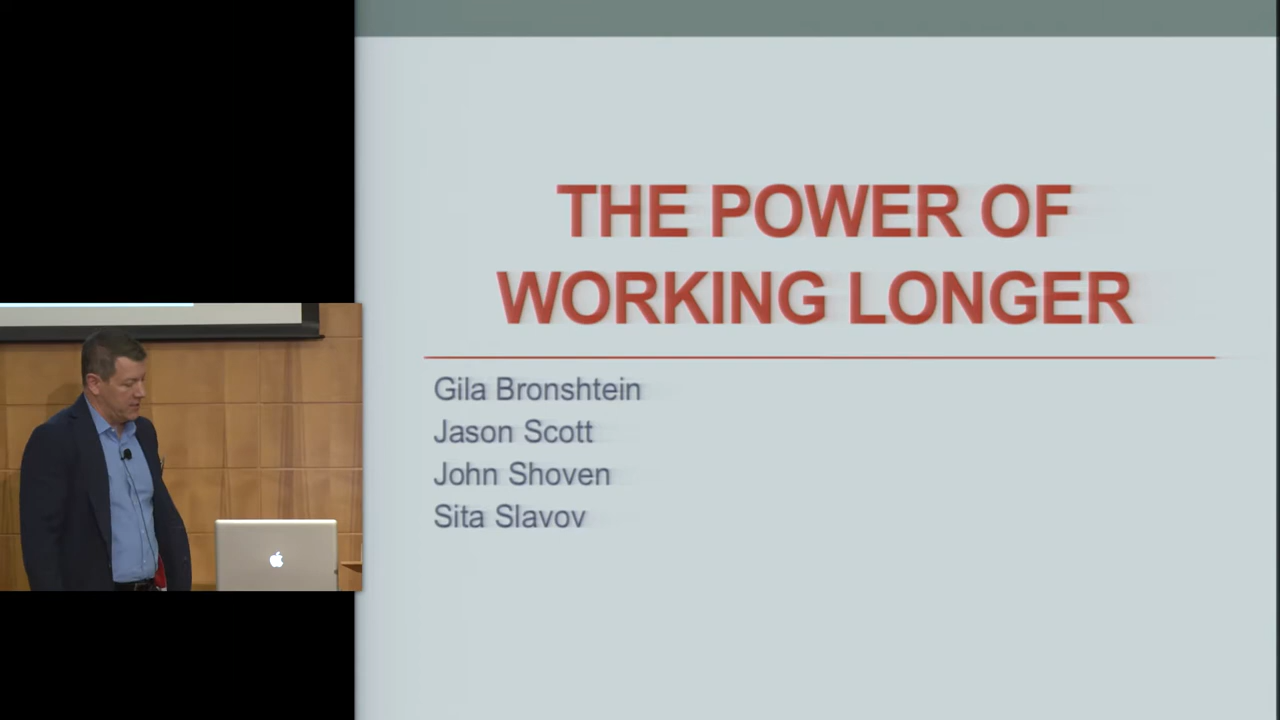 THE POWER OF
WORKING LONGER
Gila Bronshtein
Jason Scott
John Shoven
Sita Slavov